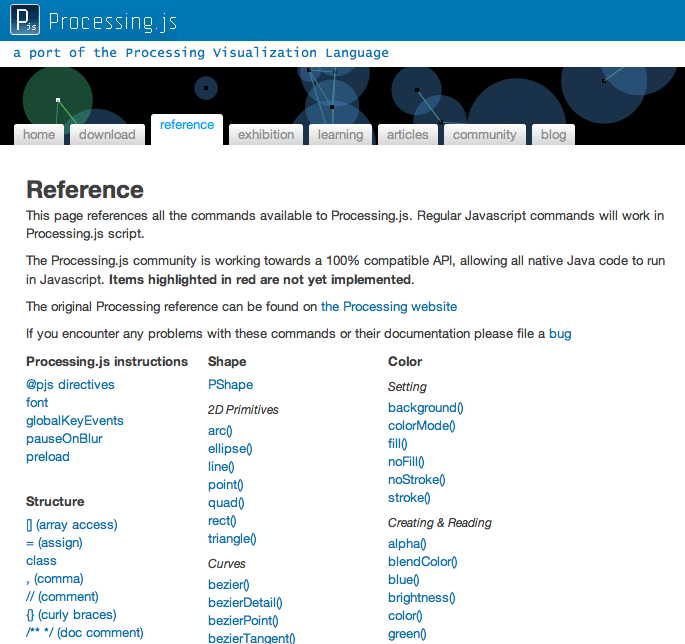 Pjs Processing.js
a port of the Processing Visualization Language
home download reference exhibition learning articles community blog
Reference
This page references all the commands available to Processing.js. Regular Javascript commands will work in
Processing.js script.
The Processing.js community is working towards a 100% compatible API, allowing all native Java code to run
in Javascript. Items highlighted in red are not yet implemented.
The original Processing reference can be found on the Processing website
If you encounter any problems with these commands or their documentation please file a bug
Processing.js instructions
@pjs directives
font
globalKeyEvents
pauseOnBlur
preload
Structure
[] (array access)
= (assign)
class
, (comma)
// (comment)
{} (curly braces)
/** */ (doc comment)
Shape
PShape
2D Primitives
arc()
ellipse()
line()
point()
quad()
rect()
triangle()
Curves
bezier()
bezierDetail()
bezierPoint()
bezierTangent()
Color
Setting
background()
colorMode()
fill()
noFill()
noStroke()
stroke()
Creating & Reading
alpha()
blendColor()
blue()
brightness()
color()
green()